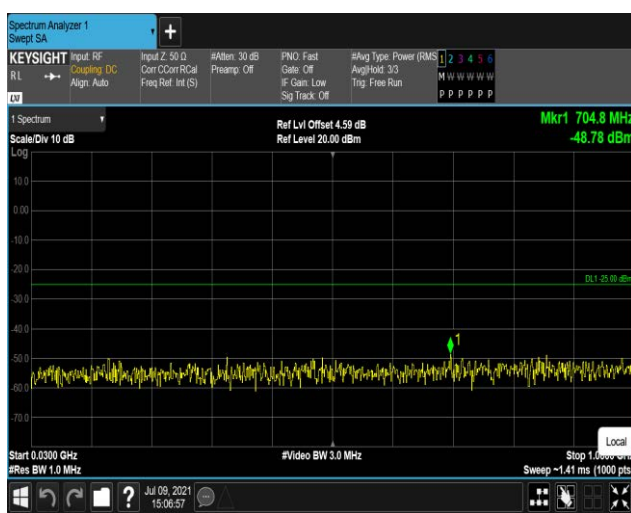 Spectrum Analyzer 1
Swept SA
KEYSIGHT
RL
LXI
Input: RF
Coupling: DC
Align: Auto
Input Z: 50 Ω
Corr CCorr RCal
Freq Ref: Int (S)
#Atten: 30 dB
Preamp: Off
PNO: Fast
Gate: Off
IF Gain: Low
Sig Track: Off
#Avg Type: Power (RMS
Avg|Hold: 3/3
Trig: Free Run
1 2 3 4 5 6
M W W W W W
P P P P P P
1 Spectrum
Scale/Div 10 dB
Log
Ref Lvl Offset 4.59 dB
Ref Level 20.00 dBm
Mkr1 704.8 MHz
-48.78 dBm
10.0
0.00
-10.0
-20.0
DL1 -25.00 dBm
-30.0
-40.0
1
-50.0
-60.0
-70.0
Local
Start 0.0300 GHz
#Video BW 3.0 MHz
Stop 1.0
#Res BW 1.0 MHz
Sweep ~1.41 ms (1000 pts
?
Jul 09, 2021
15:06:57